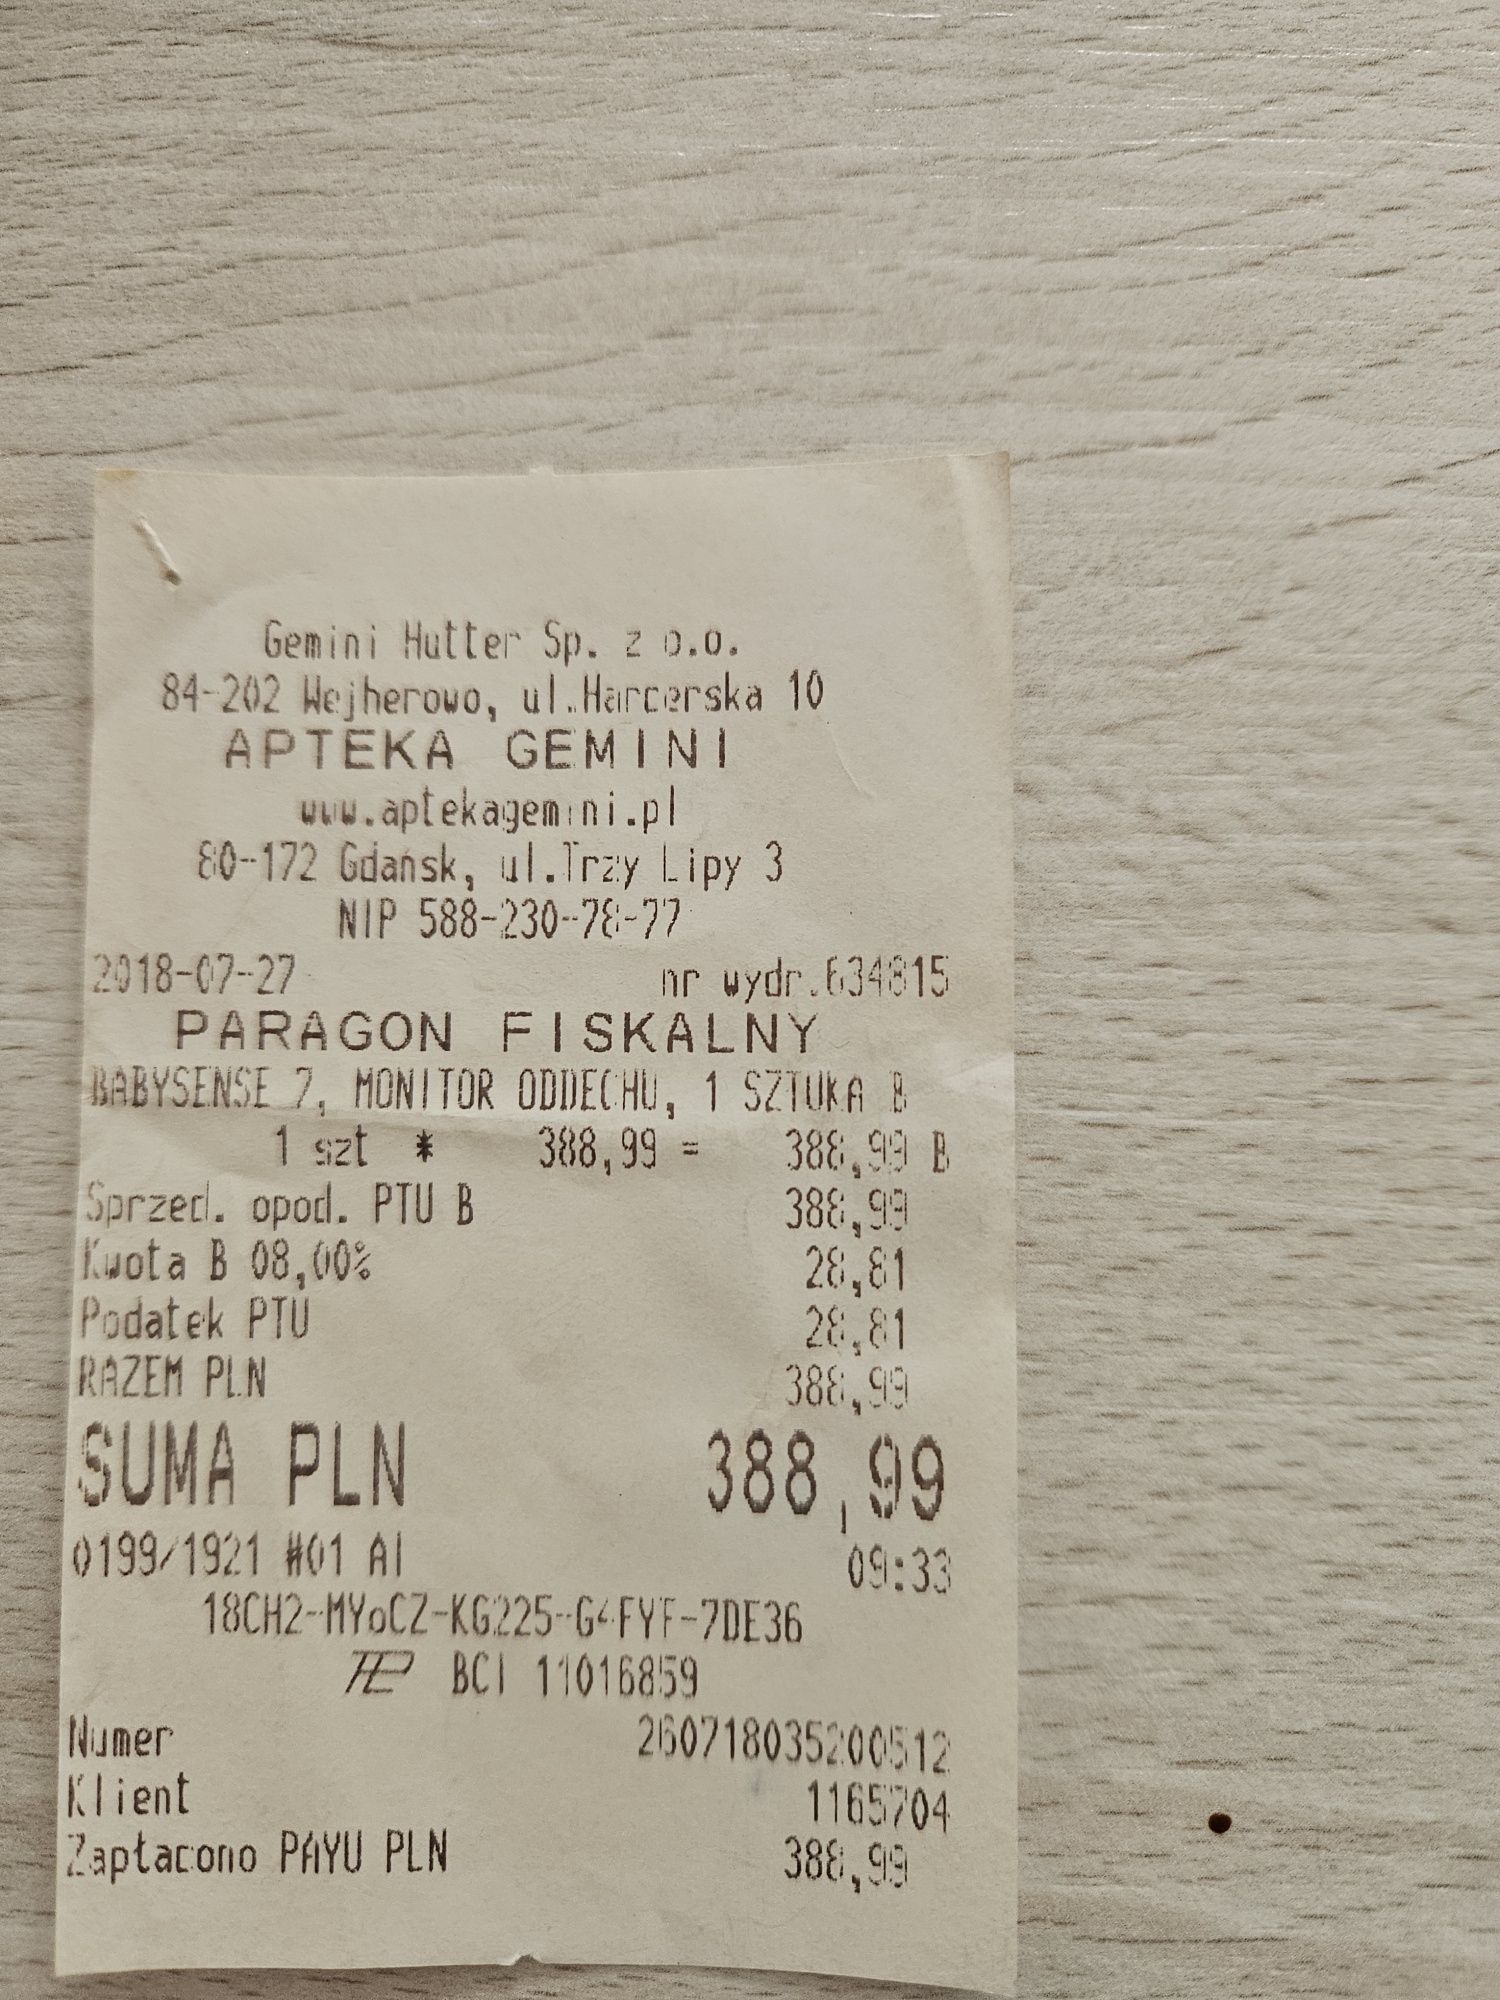 Gemini Hutter Sp. z o.o.
84-202 Wejherowo, ul.Harcerska 10
APTEKA GEMINI
www.aptekagemini.pl
80-172 Gdańsk, ul.Trzy Lipy 3
NIP 588-230-78-77
2018-07-27 nr wydr.634815
PARAGON FISKALNY
BABYSENSE 7, MONITOR ODDECHU, 1 SZTUKA B
1 szt * 388,99 = 388,99 B
Sprzed. opod. PTU B 388,99
Kwota B 08,00% 28,81
Podatek PTU 28,81
RAZEM PLN 388,99
SUMA PLN 388,99
0199/1921 #01 AI 09:33
18CH2-MYoCZ-KG225-G4FYF-7DE36
BCI 11016859
Numer 260718035200512
Klient 1165704
Zapłacono PAYU PLN 388,99